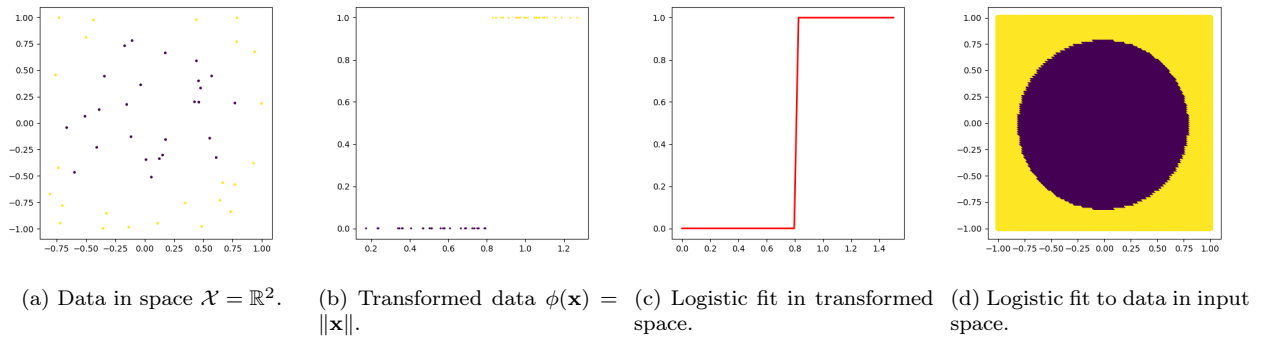 1.00
0.75
0.50
0.25
0.00
−0.25
−0.50
−0.75
−1.00
−0.75 −0.50 −0.25 0.00 0.25 0.50 0.75 1.00
1.0
0.8
0.6
0.4
0.2
0.0
0.2 0.4 0.6 0.8 1.0 1.2
1.0
0.8
0.6
0.4
0.2
0.0
0.0 0.2 0.4 0.6 0.8 1.0 1.2 1.4
1.00
0.75
0.50
0.25
0.00
−0.25
−0.50
−0.75
−1.00
−1.00 −0.75 −0.50 −0.25 0.00 0.25 0.50 0.75 1.00
(a) Data in space 𝒳 = ℝ².
(b) Transformed data ϕ(𝐱) =
‖𝐱‖.
(c) Logistic fit in transformed
space.
(d) Logistic fit to data in input
space.